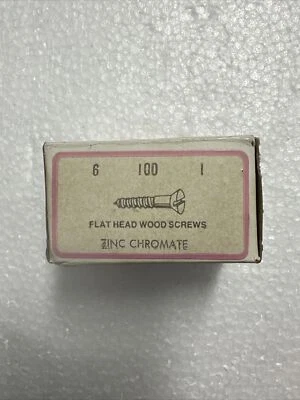 6 100 1
FLAT HEAD WOOD SCREWS
ZINC CHROMATE